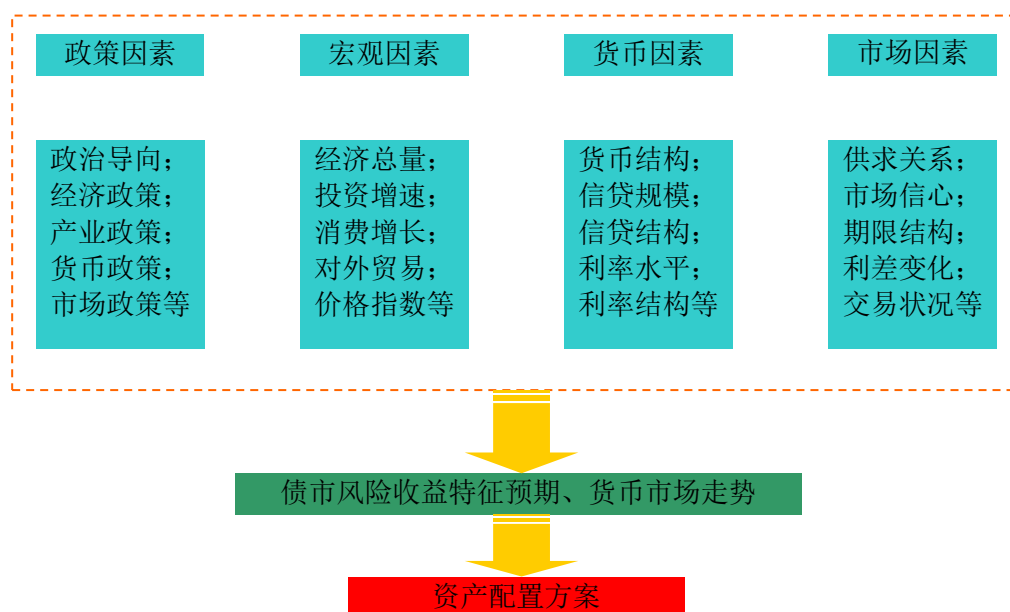 政策因素
宏观因素
货币因素
市场因素
政治导向；
经济政策；
产业政策；
货币政策；
市场政策等
经济总量；
投资增速；
消费增长；
对外贸易；
价格指数等
货币结构；
信贷规模；
信贷结构；
利率水平；
利率结构等
供求关系；
市场信心；
期限结构；
利差变化；
交易状况等
债市风险收益特征预期、货币市场走势
资产配置方案